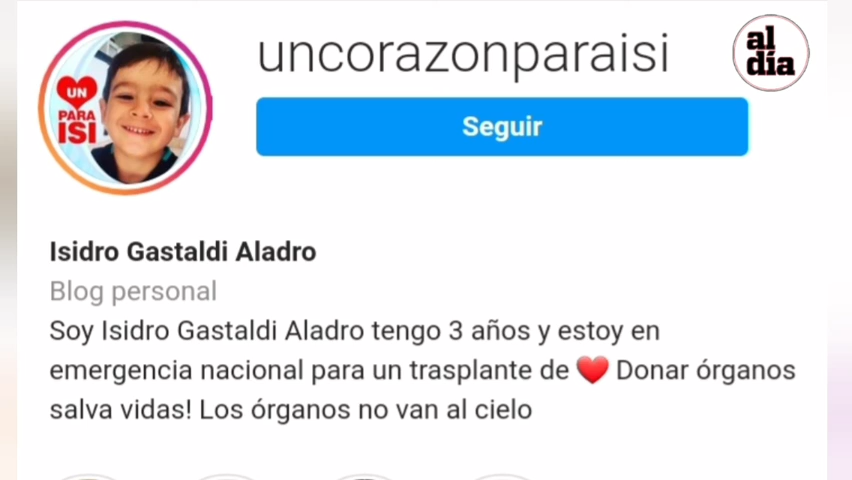 al
día
uncorazonparaisi
UN
PARA
ISI
Seguir
Isidro Gastaldi Aladro
Blog personal
Soy Isidro Gastaldi Aladro tengo 3 años y estoy en
emergencia nacional para un trasplante de ❤️ Donar órganos
salva vidas! Los órganos no van al cielo